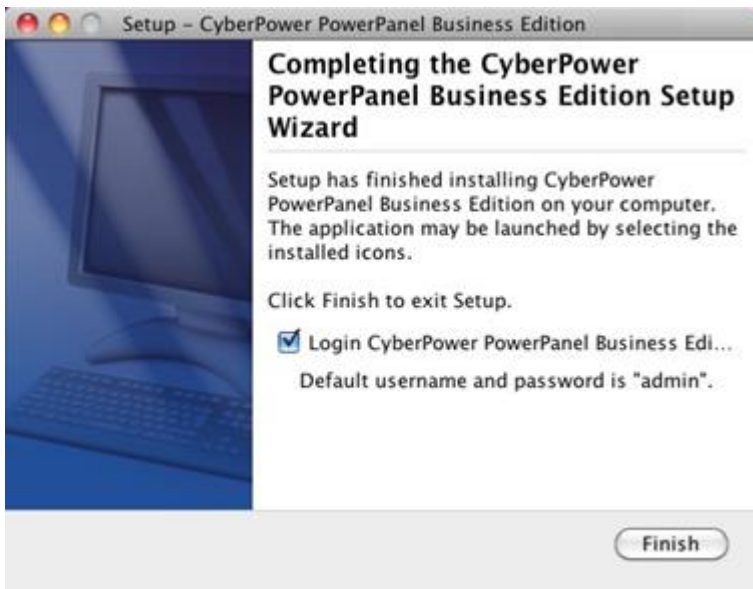 Setup – CyberPower PowerPanel Business Edition
Completing the CyberPower
PowerPanel Business Edition Setup
Wizard
Setup has finished installing CyberPower
PowerPanel Business Edition on your computer.
The application may be launched by selecting the
installed icons.
Click Finish to exit Setup.
Login CyberPower PowerPanel Business Edi...
Default username and password is "admin".
Finish